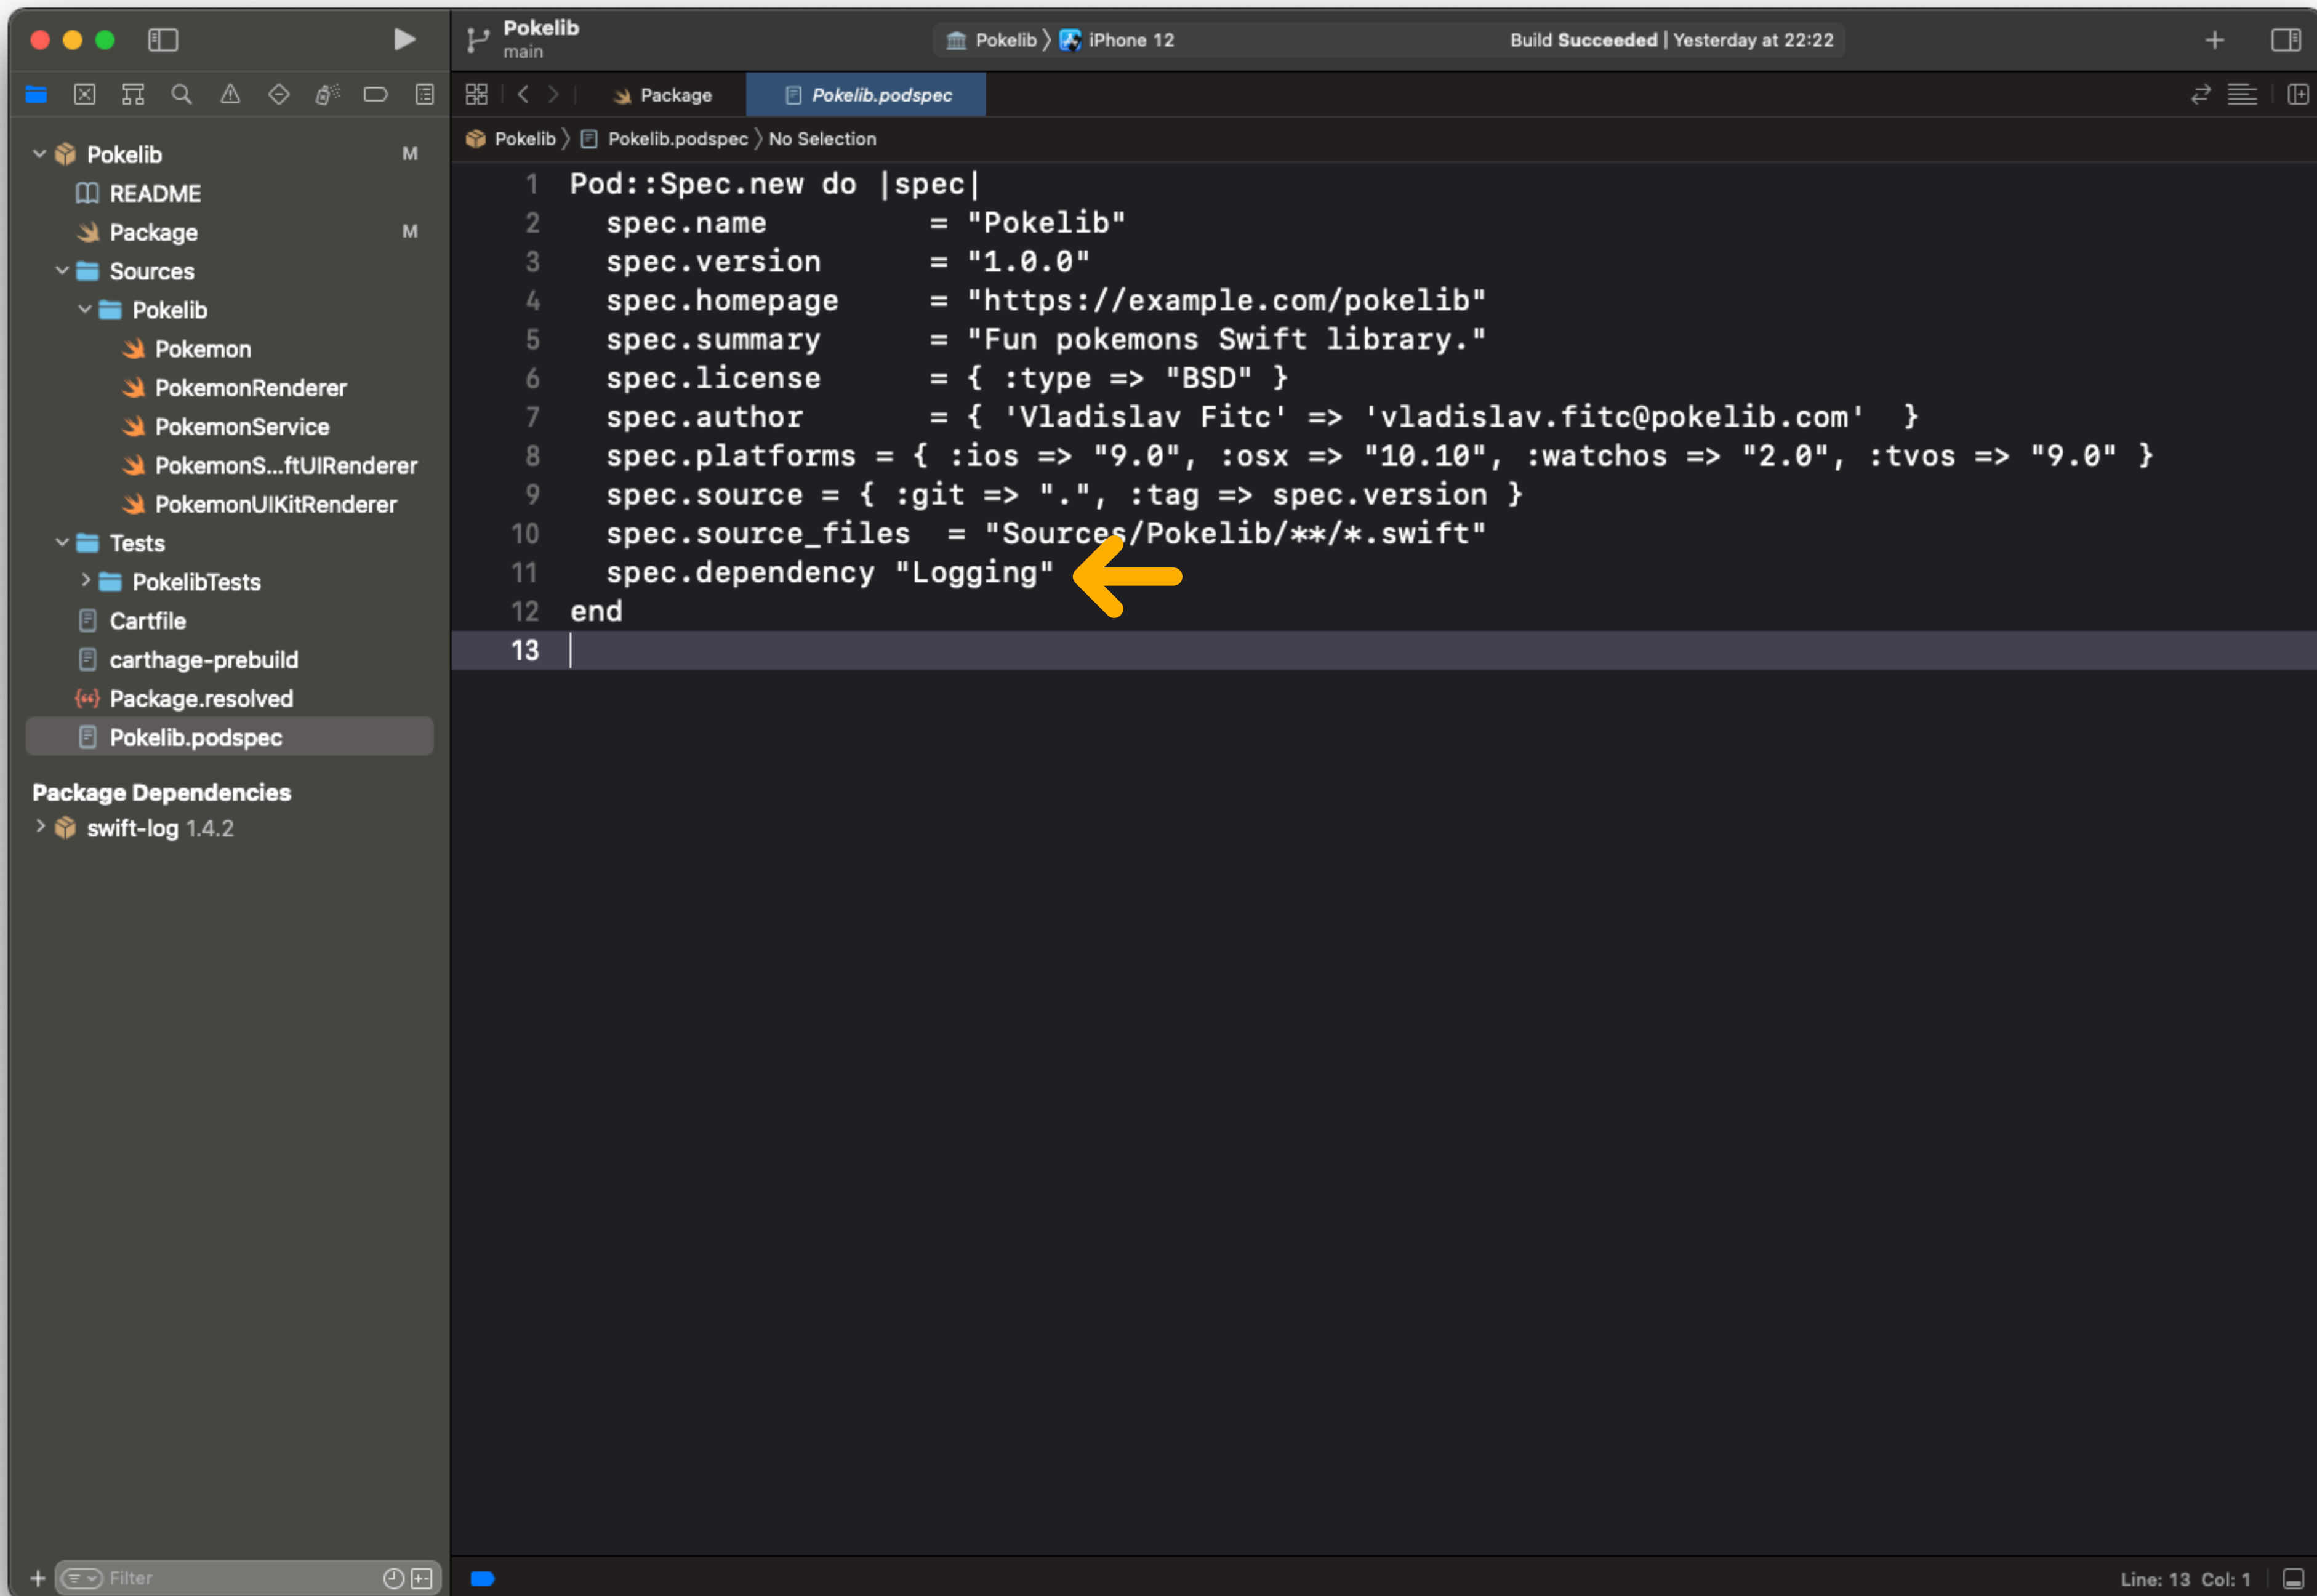 Pokelib
main
Pokelib 〉 iPhone 12
Build Succeeded | Yesterday at 22:22
Package
Pokelib.podspec
Pokelib 〉 Pokelib.podspec 〉 No Selection
Pokelib M
README
Package M
Sources
Pokelib
Pokemon
PokemonRenderer
PokemonService
PokemonS...ftUIRenderer
PokemonUIKitRenderer
Tests
PokelibTests
Cartfile
carthage-prebuild
Package.resolved
Pokelib.podspec
Package Dependencies
swift-log 1.4.2
Filter
1 Pod::Spec.new do |spec|
2 spec.name = "Pokelib"
3 spec.version = "1.0.0"
4 spec.homepage = "https://example.com/pokelib"
5 spec.summary = "Fun pokemons Swift library."
6 spec.license = { :type => "BSD" }
7 spec.author = { 'Vladislav Fitc' => 'vladislav.fitc@pokelib.com' }
8 spec.platforms = { :ios => "9.0", :osx => "10.10", :watchos => "2.0", :tvos => "9.0" }
9 spec.source = { :git => ".", :tag => spec.version }
10 spec.source_files = "Sources/Pokelib/**/*.swift"
11 spec.dependency "Logging"
12 end
13
Line: 13 Col: 1